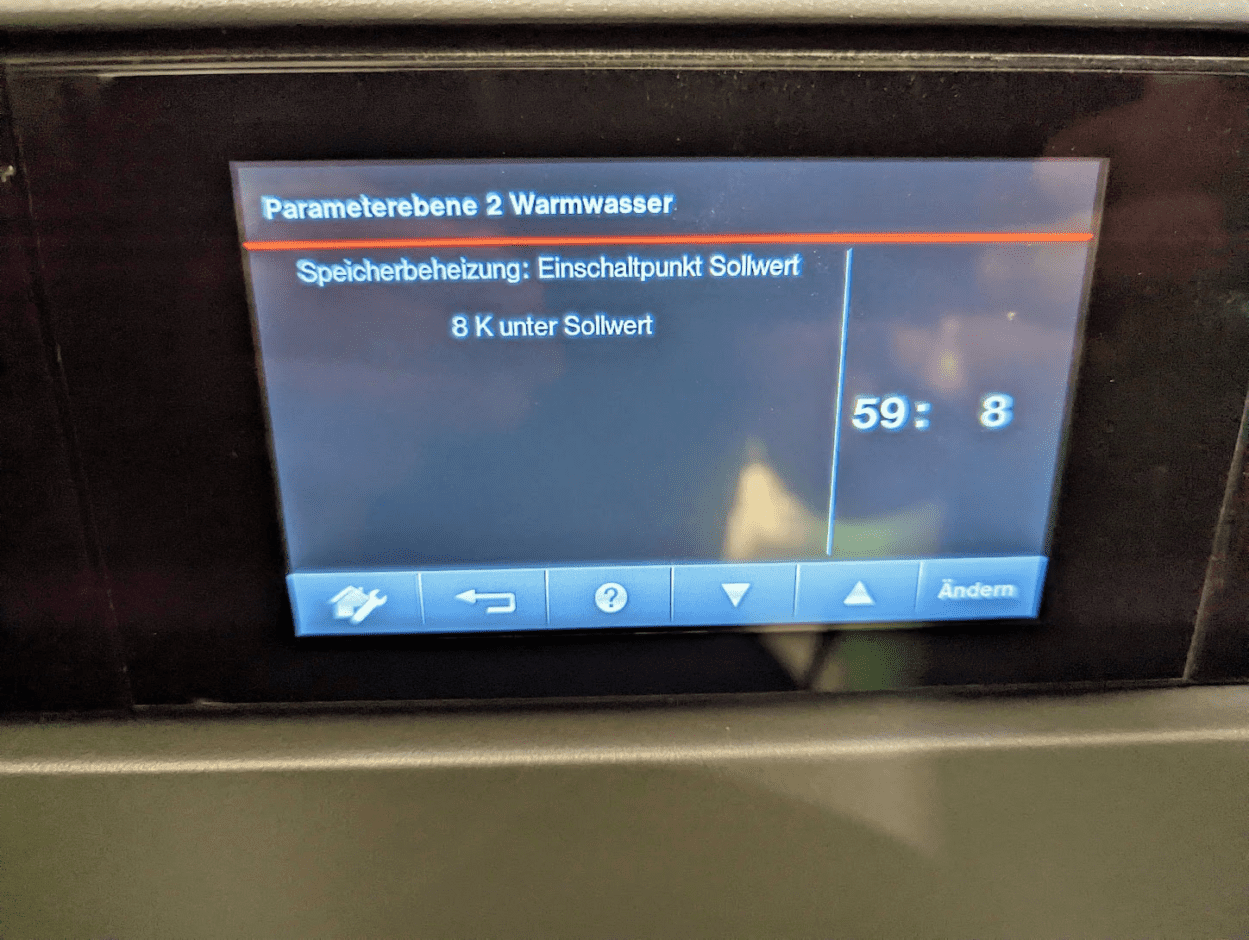 Parameterebene 2 Warmwasser
Speicherbeheizung: Einschaltpunkt Sollwert
8 K unter Sollwert
59: 8
?
Ändern